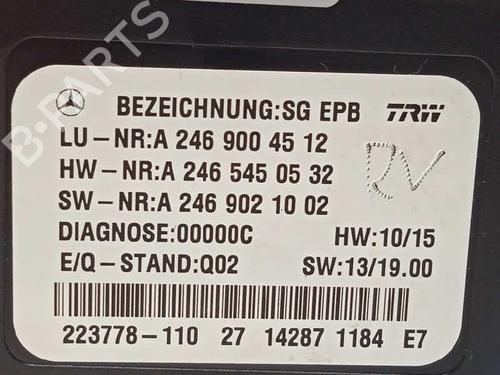 BEZEICHNUNG:SG EPB TRW
LU-NR:A 246 900 45 12
HW-NR:A 246 545 05 32
SW-NR:A 246 902 10 02
RV
DIAGNOSE:00000C HW:10/15
E/Q-STAND:Q02 SW:13/19.00
223778-110 27 14287 1184 E7
B-PARTS